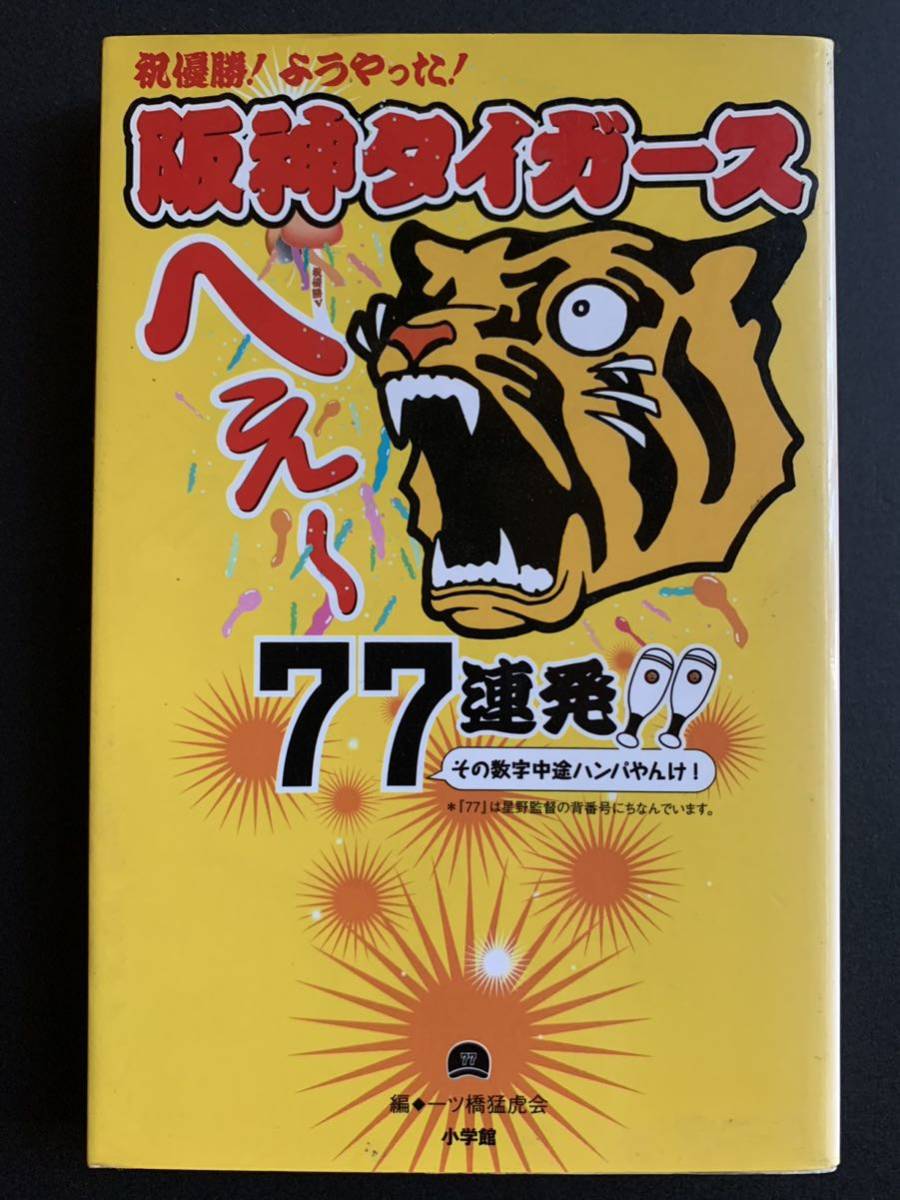 祝優勝!ようやった!
阪神タイガース
へえ〜
77連発!!
その数字中途ハンパやんけ!
*『77』は星野監督の背番号にちなんでいます。
77
編◆一ツ橋猛虎会
小学館